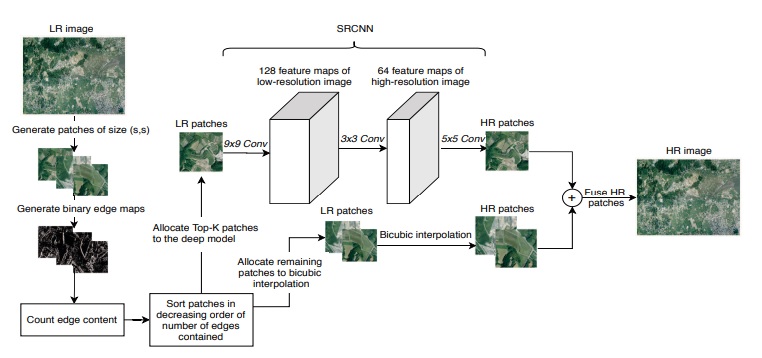 LR image
SRCNN
128 feature maps of
low-resolution image
64 feature maps of
high-resolution image
Generate patches of size (s,s)
LR patches
9x9 Conv
3x3 Conv
5x5 Conv
HR patches
HR image
Generate binary edge maps
Fuse HR
patches
+
Allocate Top-K patches
to the deep model
LR patches
HR patches
Bicubic interpolation
Allocate remaining
patches to bicubic
interpolation
Count edge content
Sort patches in
decreasing order of
number of edges
contained